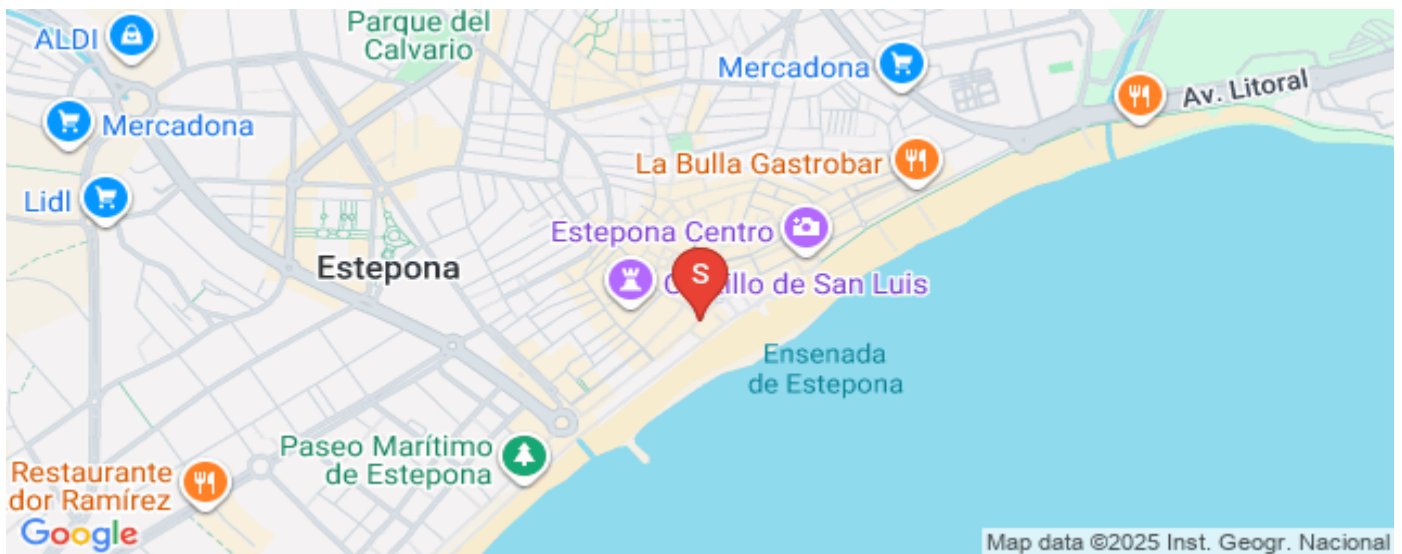 Parque del
Calvario
ALDI
Mercadona
Mercadona
Av. Litoral
La Bulla Gastrobar
Lidl
Estepona Centro
Estepona
S
illo de San Luis
Ensenada
de Estepona
Paseo Marítimo
de Estepona
Restaurante
dor Ramírez
Google
Map data ©2025 Inst. Geogr. Nacional